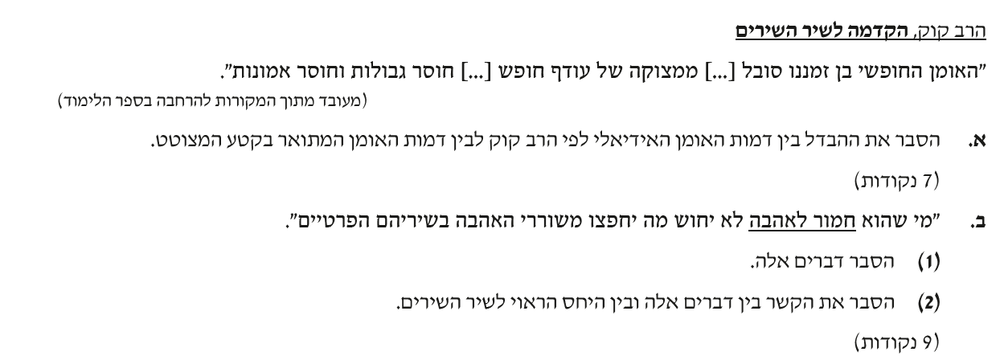 הרב קוק, הקדמה לשיר השירים
"האומן החופשי בן זמננו סובל [...] ממצוקה של עודף חופש [...] חוסר גבולות וחוסר אמונות".
(מעובד מתוך המקורות להרחבה בספר הלימוד)
א. הסבר את ההבדל בין דמות האומן האידיאלי לפי הרב קוק לבין דמות האומן המתואר בקטע המצוטט.
(7 נקודות)
ב. "מי שהוא חמור לאהבה לא יחוש מה יחפצו משוררי האהבה בשיריהם הפרטיים".
(1) הסבר דברים אלה.
(2) הסבר את הקשר בין דברים אלה ובין היחס הראוי לשיר השירים.
(9 נקודות)